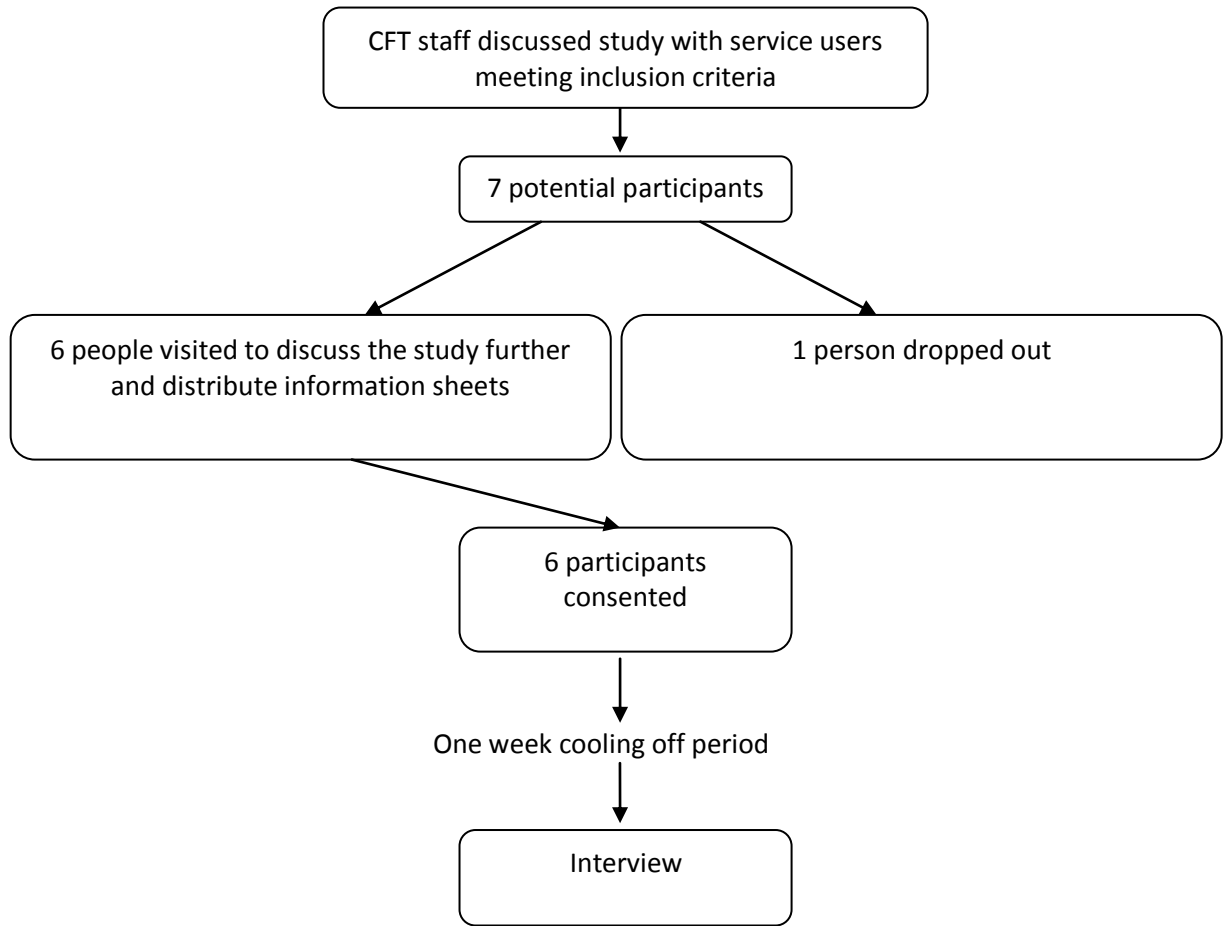 CFT staff discussed study with service users
meeting inclusion criteria
7 potential participants
6 people visited to discuss the study further
and distribute information sheets
1 person dropped out
6 participants
consented
One week cooling off period
Interview